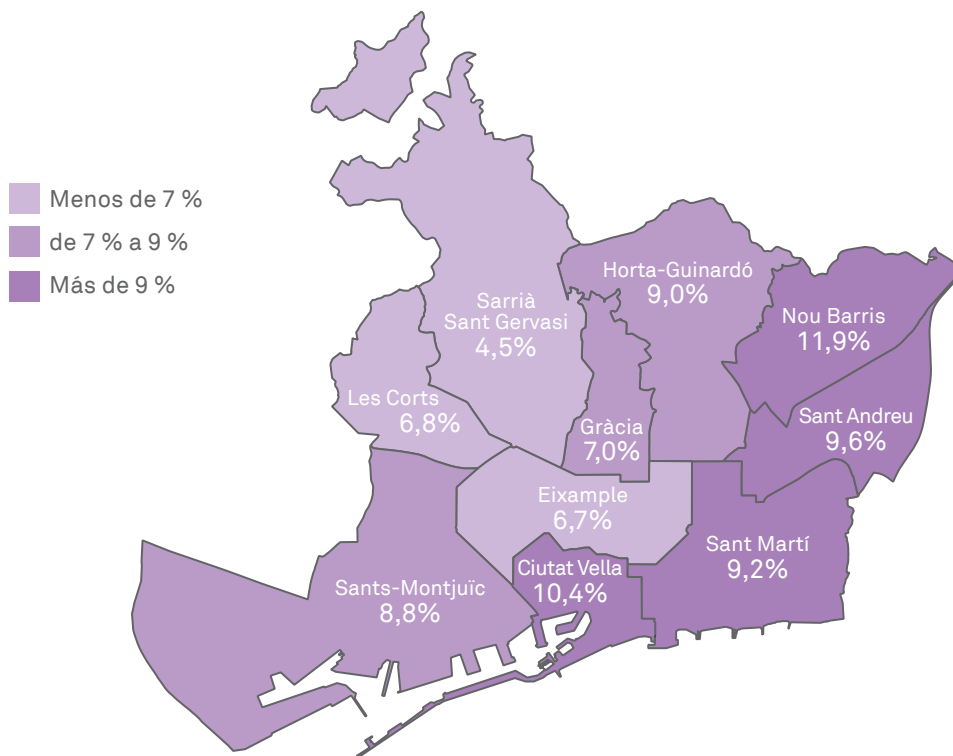 Menos de 7 %
de 7 % a 9 %
Más de 9 %
Sarrià
Sant Gervasi
4,5%
Horta-Guinardó
9,0%
Nou Barris
11,9%
Les Corts
6,8%
Gràcia
7,0%
Sant Andreu
9,6%
Eixample
6,7%
Sant Martí
9,2%
Ciutat Vella
10,4%
Sants-Montjuïc
8,8%